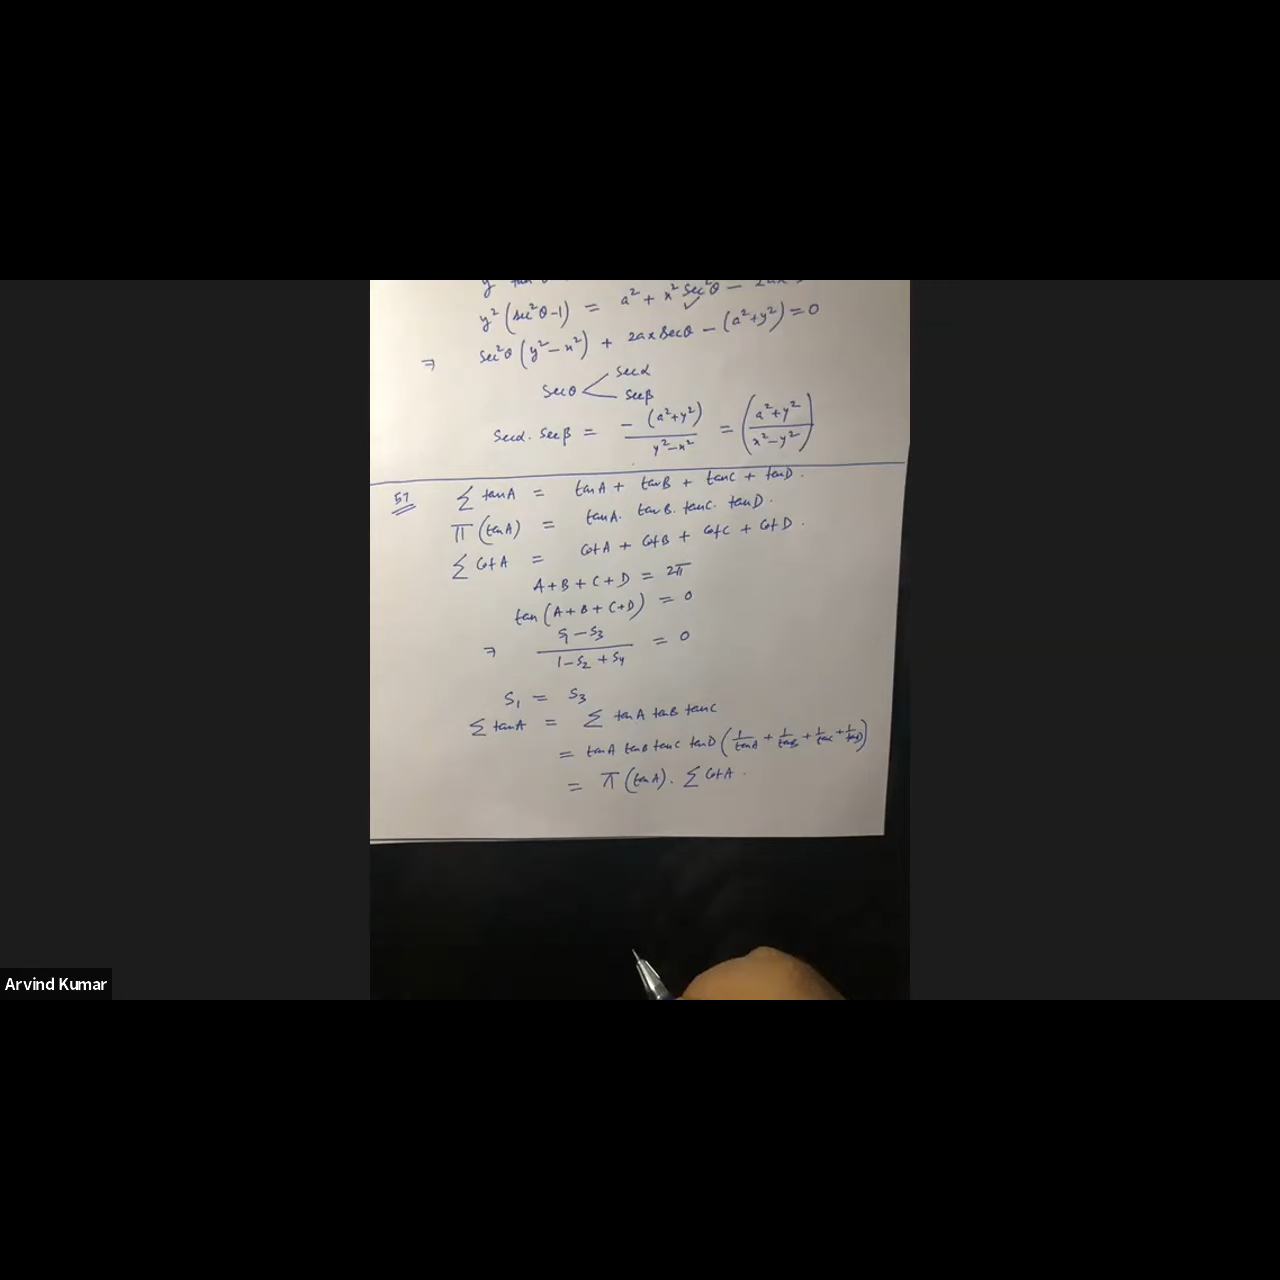 y² (sec²θ-1) = a² + x² sec²θ - 2ax
⇒ sec²θ (y²-x²) + 2ax secθ - (a²+y²) = 0
secθ < secα
secβ
secα. secβ = - (a²+y²) / y²-x² = (a²+y² / x²-y²)
57 Σ tanA = tanA + tanB + tanC + tanD.
π (tanA) = tanA. tanB. tanC. tanD.
Σ cotA = cotA + cotB + cotC + cotD.
A+B+C+D = 2π
tan (A+B+C+D) = 0
⇒ S₁-S₃ / 1-S₂+S₄ = 0
S₁ = S₃
Σ tanA = Σ tanA tanB tanC
= tanA tanB tanC tanD (1/tanA + 1/tanB + 1/tanC + 1/tanD)
= π (tanA). Σ cotA.
Arvind Kumar